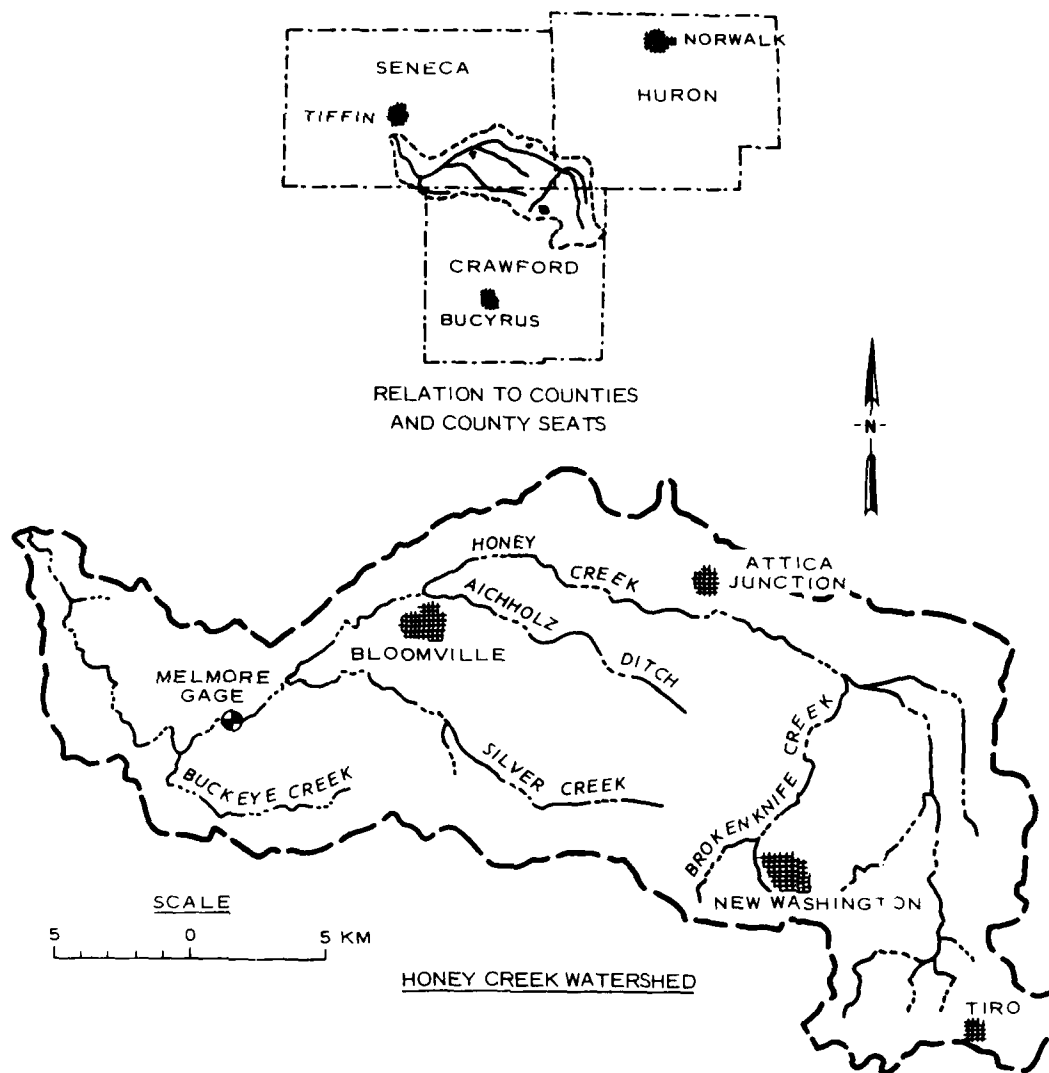 NORWALK
SENECA
HURON
TIFFIN
CRAWFORD
BUCYRUS
RELATION TO COUNTIES
AND COUNTY SEATS
-N-
HONEY CREEK
ATTICA
JUNCTION
AICHHOLZ DITCH
BLOOMVILLE
MELMORE
GAGE
BROKENKNIFE CREEK
SILVER CREEK
BUCKEYE CREEK
NEW WASHINGTON
SCALE
5 0 5 KM
HONEY CREEK WATERSHED
TIRO